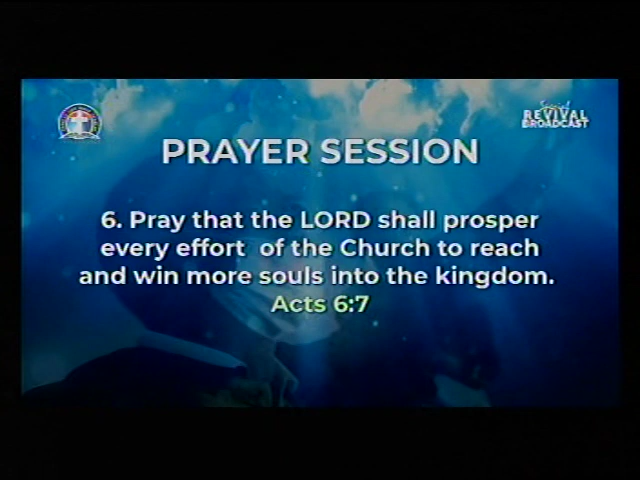 Special
REVIVAL
BROADCAST
PRAYER SESSION
6. Pray that the LORD shall prosper
every effort of the Church to reach
and win more souls into the kingdom.
Acts 6:7